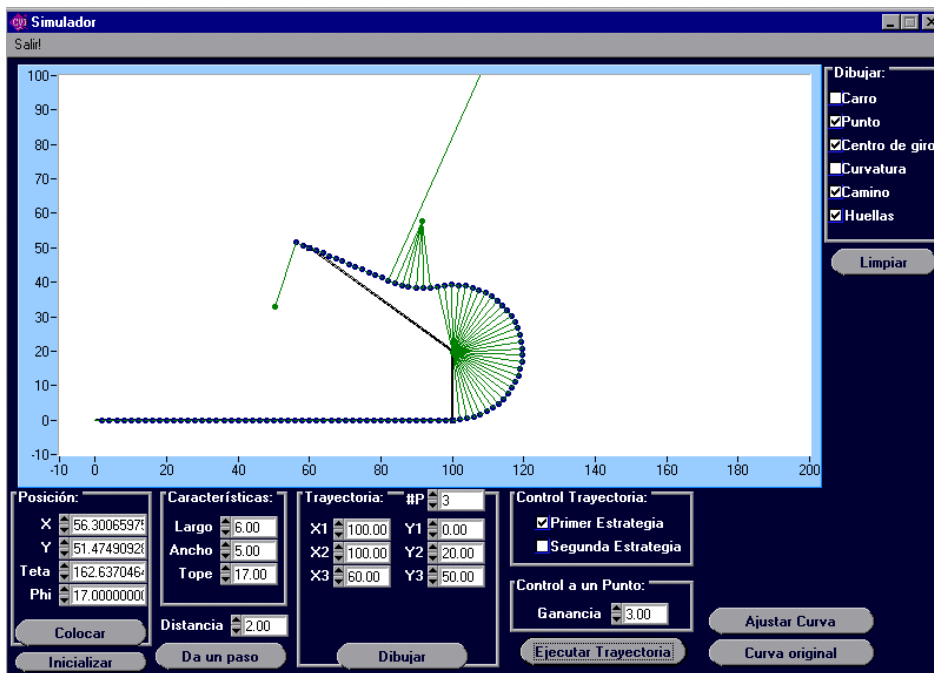 Simulador
Salir!
100
90
80
70
60
50
40
30
20
10
0
-10
-10 0 20 40 60 80 100 120 140 160 180 200
Dibujar:
Carro
Punto
Centro de giro
Curvatura
Camino
Huellas
Limpiar
Posición:
X 56.30065975
Y 51.47490928
Teta 162.6370464
Phi 17.00000000
Colocar
Inicializar
Características:
Largo 6.00
Ancho 5.00
Tope 17.00
Distancia 2.00
Da un paso
Trayectoria: #P 3
X1 100.00 Y1 0.00
X2 100.00 Y2 20.00
X3 60.00 Y3 50.00
Dibujar
Control Trayectoria:
Primer Estrategia
Segunda Estrategia
Control a un Punto:
Ganancia 3.00
Ejecutar Trayectoria
Ajustar Curva
Curva original